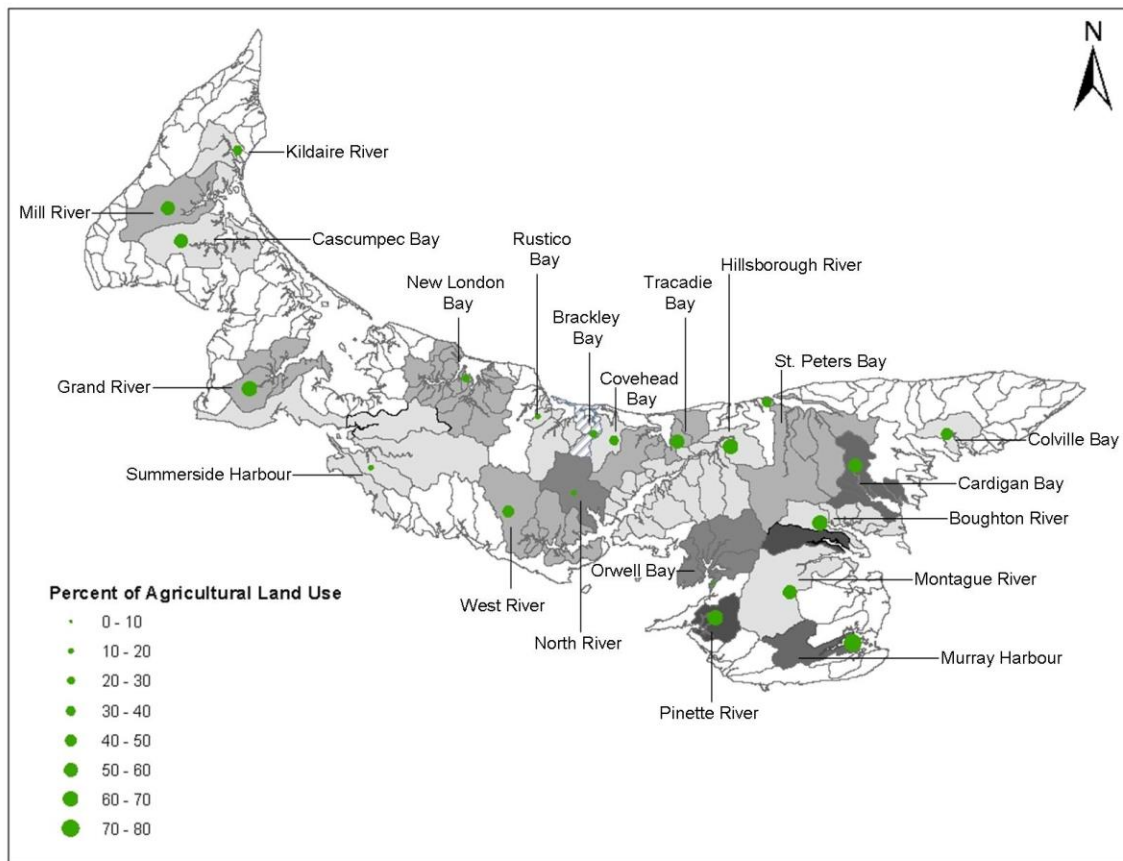 N
Kildaire River
Mill River
Cascumpec Bay
Rustico
Bay
Hillsborough River
New London
Bay
Tracadie
Bay
Brackley
Bay
St. Peters Bay
Covehead
Bay
Grand River
Colville Bay
Summerside Harbour
Cardigan Bay
Boughton River
Orwell Bay
Montague River
West River
North River
Murray Harbour
Pinette River
Percent of Agricultural Land Use
0 - 10
10 - 20
20 - 30
30 - 40
40 - 50
50 - 60
60 - 70
70 - 80